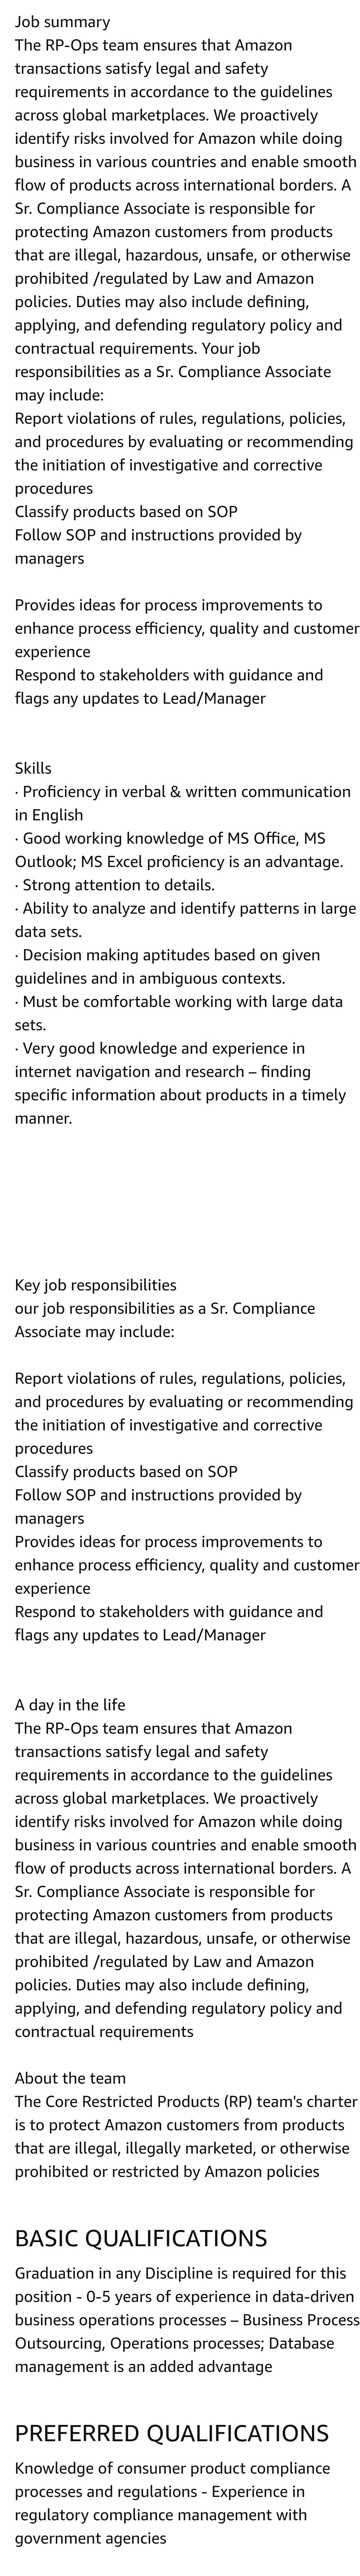 Job summary
The RP-Ops team ensures that Amazon
transactions satisfy legal and safety
requirements in accordance to the guidelines
across global marketplaces. We proactively
identify risks involved for Amazon while doing
business in various countries and enable smooth
flow of products across international borders. A
Sr. Compliance Associate is responsible for
protecting Amazon customers from products
that are illegal, hazardous, unsafe, or otherwise
prohibited /regulated by Law and Amazon
policies. Duties may also include defining,
applying, and defending regulatory policy and
contractual requirements. Your job
responsibilities as a Sr. Compliance Associate
may include:
Report violations of rules, regulations, policies,
and procedures by evaluating or recommending
the initiation of investigative and corrective
procedures
Classify products based on SOP
Follow SOP and instructions provided by
managers
Provides ideas for process improvements to
enhance process efficiency, quality and customer
experience
Respond to stakeholders with guidance and
flags any updates to Lead/Manager
Skills
· Proficiency in verbal & written communication
in English
· Good working knowledge of MS Office, MS
Outlook; MS Excel proficiency is an advantage.
· Strong attention to details.
· Ability to analyze and identify patterns in large
data sets.
· Decision making aptitudes based on given
guidelines and in ambiguous contexts.
· Must be comfortable working with large data
sets.
· Very good knowledge and experience in
internet navigation and research – finding
specific information about products in a timely
manner.
Key job responsibilities
our job responsibilities as a Sr. Compliance
Associate may include:
Report violations of rules, regulations, policies,
and procedures by evaluating or recommending
the initiation of investigative and corrective
procedures
Classify products based on SOP
Follow SOP and instructions provided by
managers
Provides ideas for process improvements to
enhance process efficiency, quality and customer
experience
Respond to stakeholders with guidance and
flags any updates to Lead/Manager
A day in the life
The RP-Ops team ensures that Amazon
transactions satisfy legal and safety
requirements in accordance to the guidelines
across global marketplaces. We proactively
identify risks involved for Amazon while doing
business in various countries and enable smooth
flow of products across international borders. A
Sr. Compliance Associate is responsible for
protecting Amazon customers from products
that are illegal, hazardous, unsafe, or otherwise
prohibited /regulated by Law and Amazon
policies. Duties may also include defining,
applying, and defending regulatory policy and
contractual requirements
About the team
The Core Restricted Products (RP) team's charter
is to protect Amazon customers from products
that are illegal, illegally marketed, or otherwise
prohibited or restricted by Amazon policies
BASIC QUALIFICATIONS
Graduation in any Discipline is required for this
position - 0-5 years of experience in data-driven
business operations processes – Business Process
Outsourcing, Operations processes; Database
management is an added advantage
PREFERRED QUALIFICATIONS
Knowledge of consumer product compliance
processes and regulations - Experience in
regulatory compliance management with
government agencies